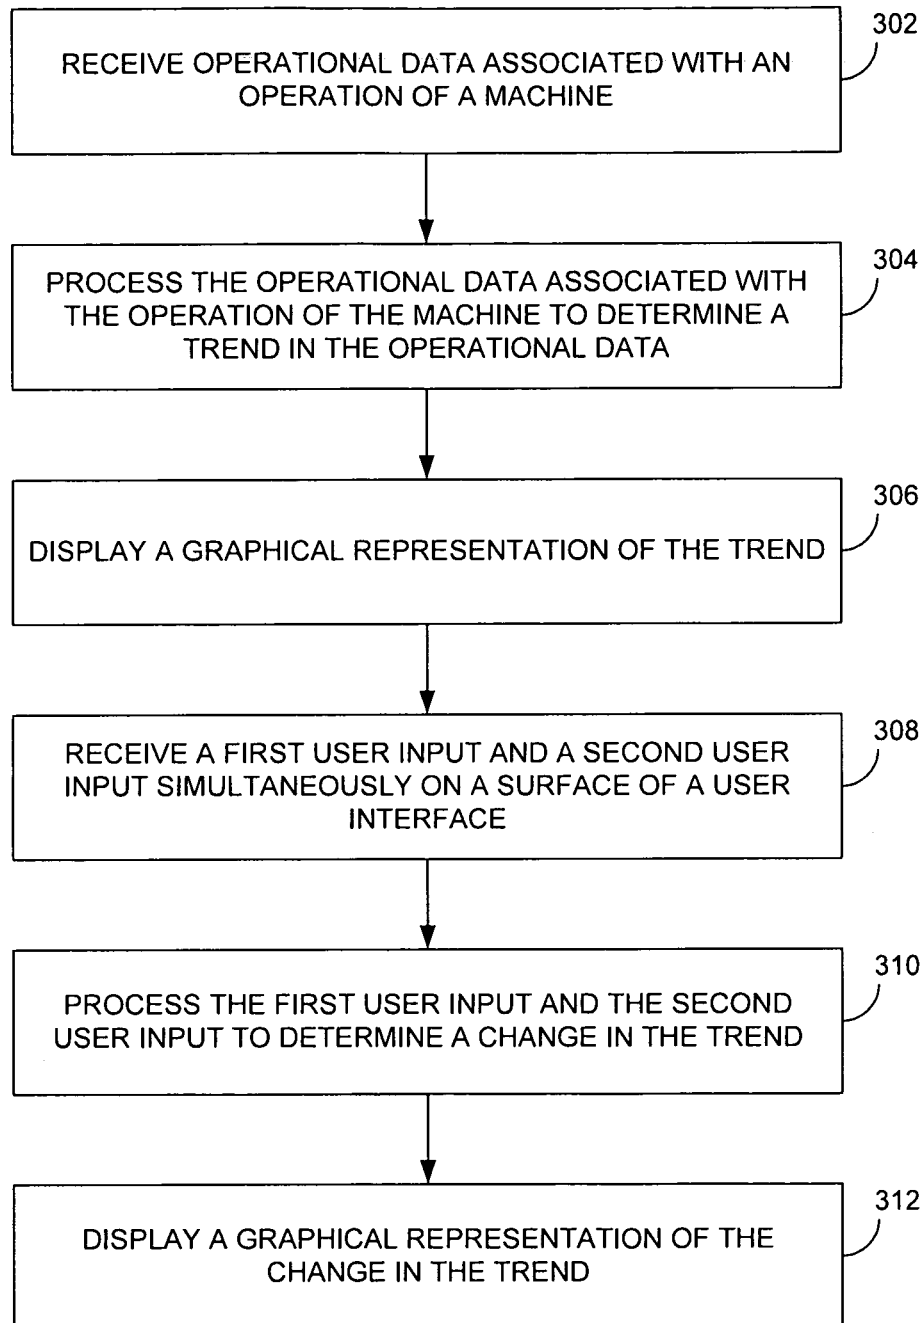 302
RECEIVE OPERATIONAL DATA ASSOCIATED WITH AN
OPERATION OF A MACHINE
304
PROCESS THE OPERATIONAL DATA ASSOCIATED WITH
THE OPERATION OF THE MACHINE TO DETERMINE A
TREND IN THE OPERATIONAL DATA
306
DISPLAY A GRAPHICAL REPRESENTATION OF THE TREND
308
RECEIVE A FIRST USER INPUT AND A SECOND USER
INPUT SIMULTANEOUSLY ON A SURFACE OF A USER
INTERFACE
310
PROCESS THE FIRST USER INPUT AND THE SECOND
USER INPUT TO DETERMINE A CHANGE IN THE TREND
312
DISPLAY A GRAPHICAL REPRESENTATION OF THE
CHANGE IN THE TREND